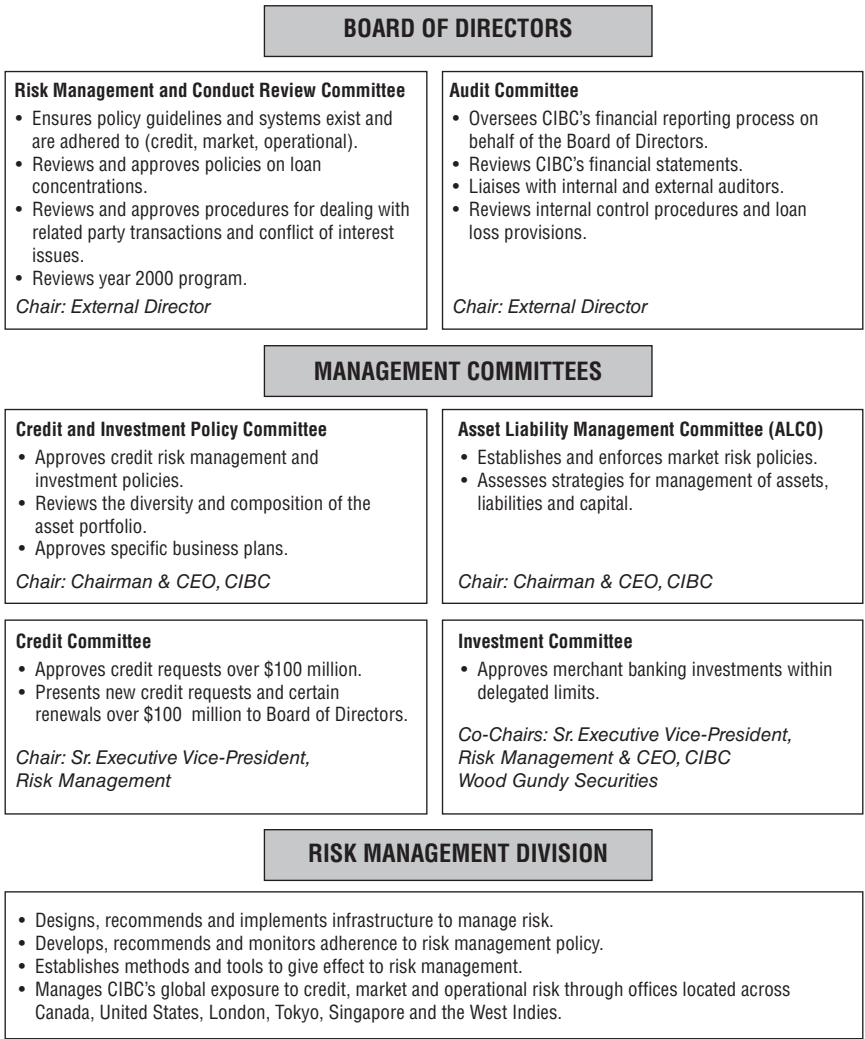 BOARD OF DIRECTORS
Risk Management and Conduct Review Committee
• Ensures policy guidelines and systems exist and
are adhered to (credit, market, operational).
• Reviews and approves policies on loan
concentrations.
• Reviews and approves procedures for dealing with
related party transactions and conflict of interest
issues.
• Reviews year 2000 program.
Chair: External Director
Audit Committee
• Oversees CIBC's financial reporting process on
behalf of the Board of Directors.
• Reviews CIBC's financial statements.
• Liaises with internal and external auditors.
• Reviews internal control procedures and loan
loss provisions.
Chair: External Director
MANAGEMENT COMMITTEES
Credit and Investment Policy Committee
• Approves credit risk management and
investment policies.
• Reviews the diversity and composition of the
asset portfolio.
• Approves specific business plans.
Chair: Chairman & CEO, CIBC
Asset Liability Management Committee (ALCO)
• Establishes and enforces market risk policies.
• Assesses strategies for management of assets,
liabilities and capital.
Chair: Chairman & CEO, CIBC
Credit Committee
• Approves credit requests over $100 million.
• Presents new credit requests and certain
renewals over $100 million to Board of Directors.
Chair: Sr. Executive Vice-President,
Risk Management
Investment Committee
• Approves merchant banking investments within
delegated limits.
Co-Chairs: Sr. Executive Vice-President,
Risk Management & CEO, CIBC
Wood Gundy Securities
RISK MANAGEMENT DIVISION
• Designs, recommends and implements infrastructure to manage risk.
• Develops, recommends and monitors adherence to risk management policy.
• Establishes methods and tools to give effect to risk management.
• Manages CIBC's global exposure to credit, market and operational risk through offices located across
Canada, United States, London, Tokyo, Singapore and the West Indies.